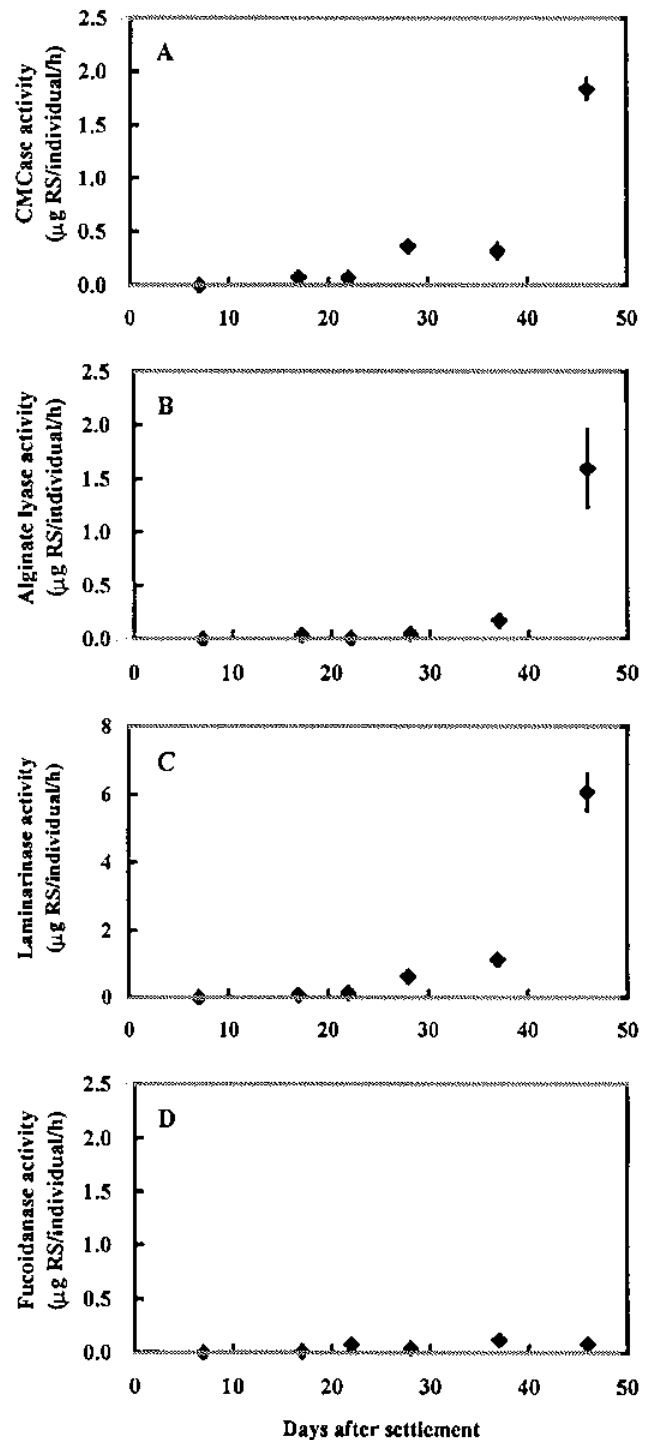 2.5
A
2.0
1.5
1.0
0.5
0.0
CMCase activity
(µg RS/individual/h)
0 10 20 30 40 50
2.5
B
2.0
1.5
1.0
0.5
0.0
Alginate lyase activity
(µg RS/individual/h)
0 10 20 30 40 50
8
C
6
4
2
0
Laminarinase activity
(µg RS/individual/h)
0 10 20 30 40 50
2.5
D
2.0
1.5
1.0
0.5
0.0
Fucoidanase activity
(µg RS/individual/h)
0 10 20 30 40 50
Days after settlement